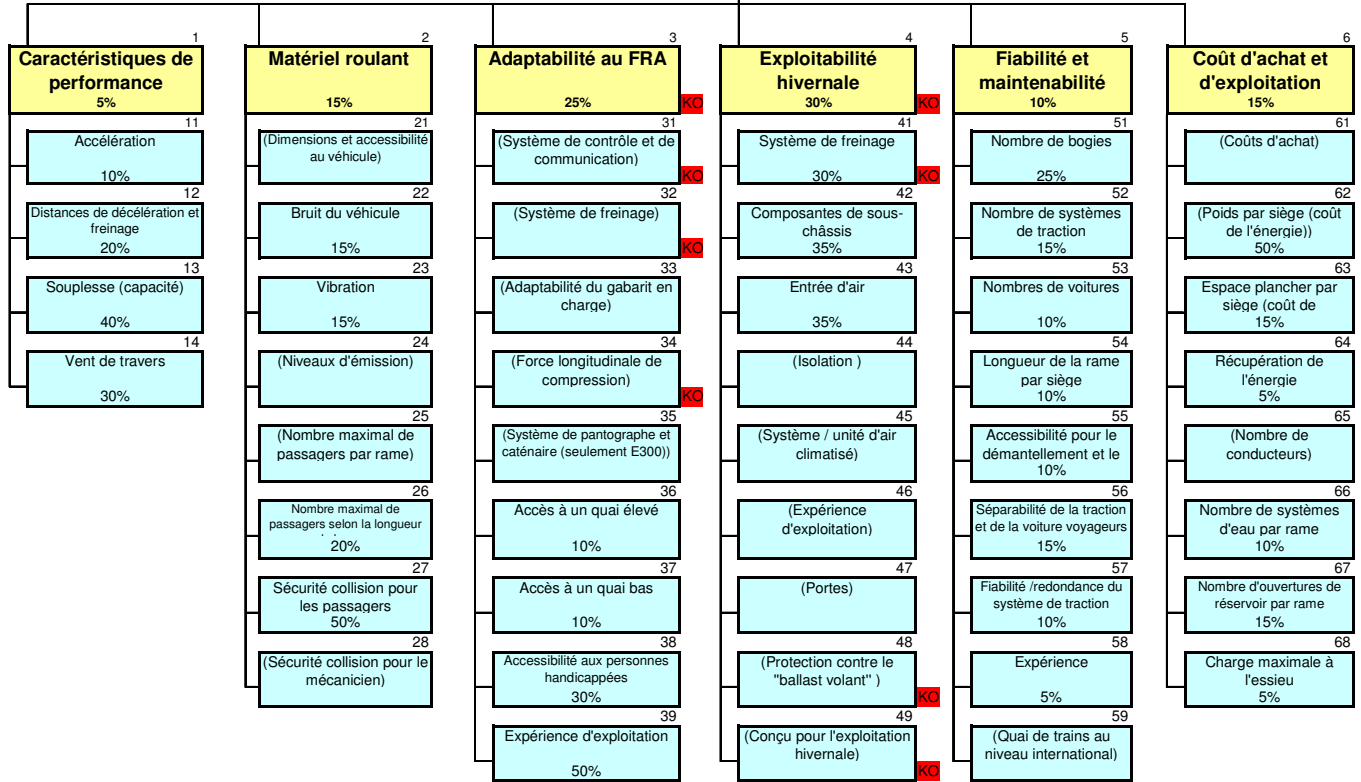 1
Caractéristiques de
performance
5%
11
Accélération
10%
12
Distances de décélération et
freinage
20%
13
Souplesse (capacité)
40%
14
Vent de travers
30%
2
Matériel roulant
15%
21
(Dimensions et accessibilité
au véhicule)
22
Bruit du véhicule
15%
23
Vibration
15%
24
(Niveaux d'émission)
25
(Nombre maximal de
passagers par rame)
26
Nombre maximal de
passagers selon la longueur
20%
27
Sécurité collision pour
les passagers
50%
28
(Sécurité collision pour le
mécanicien)
3
Adaptabilité au FRA
25%
KO
31
(Système de contrôle et de
communication)
KO
32
(Système de freinage)
KO
33
(Adaptabilité du gabarit en
charge)
34
(Force longitudinale de
compression)
KO
35
(Système de pantographe et
caténaire (seulement E300))
36
Accès à un quai élevé
10%
37
Accès à un quai bas
10%
38
Accessibilité aux personnes
handicappées
30%
39
Expérience d'exploitation
50%
4
Exploitabilité
hivernale
30%
KO
41
Système de freinage
30%
KO
42
Composantes de sous-
châssis
35%
43
Entrée d'air
35%
44
(Isolation )
45
(Système / unité d'air
climatisé)
46
(Expérience
d'exploitation)
47
(Portes)
48
(Protection contre le
"ballast volant" )
KO
49
(Conçu pour l'exploitation
hivernale)
KO
5
Fiabilité et
maintenabilité
10%
51
Nombre de bogies
25%
52
Nombre de systèmes
de traction
15%
53
Nombres de voitures
10%
54
Longueur de la rame
par siège
10%
55
Accessibilité pour le
démantellement et le
10%
56
Séparabilité de la traction
et de la voiture voyageurs
15%
57
Fiabilité /redondance du
système de traction
10%
58
Expérience
5%
59
(Quai de trains au
niveau international)
6
Coût d'achat et
d'exploitation
15%
61
(Coûts d'achat)
62
(Poids par siège (coût
de l'énergie))
50%
63
Espace plancher par
siège (coût de
15%
64
Récupération de
l'énergie
5%
65
(Nombre de
conducteurs)
66
Nombre de systèmes
d'eau par rame
10%
67
Nombre d'ouvertures de
réservoir par rame
15%
68
Charge maximale à
l'essieu
5%